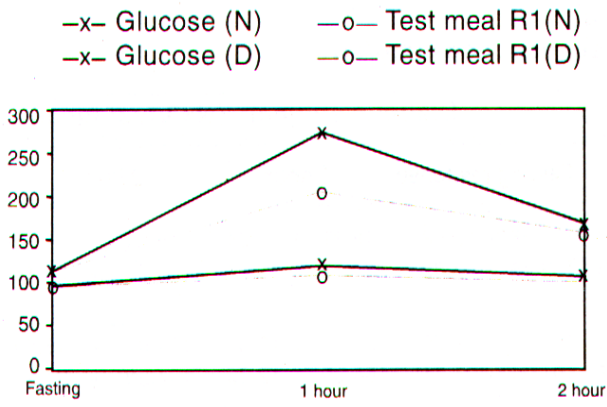 -x- Glucose (N) -o- Test meal R1(N)
-x- Glucose (D) -o- Test meal R1(D)
300
250
200
150
100
50
0
Fasting 1 hour 2 hour